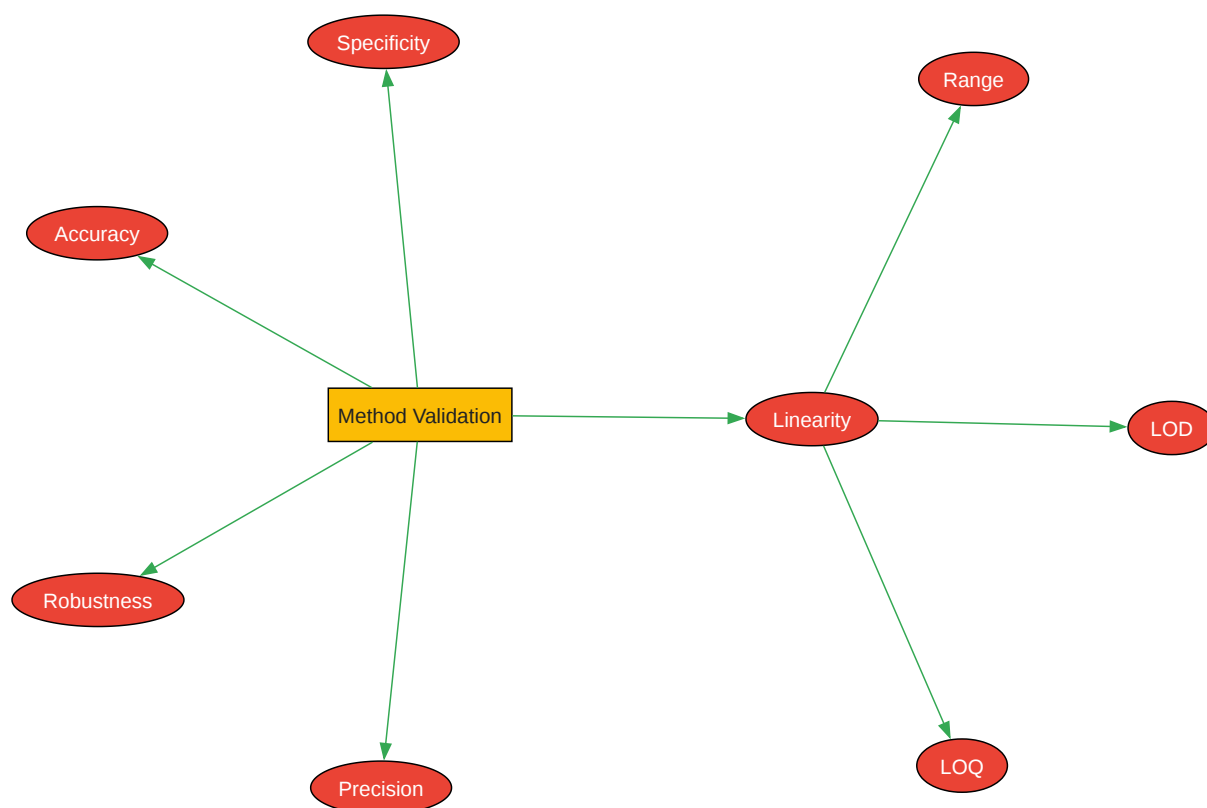 Specificity
Range
Accuracy
Method Validation
Linearity
LOD
Robustness
LOQ
Precision